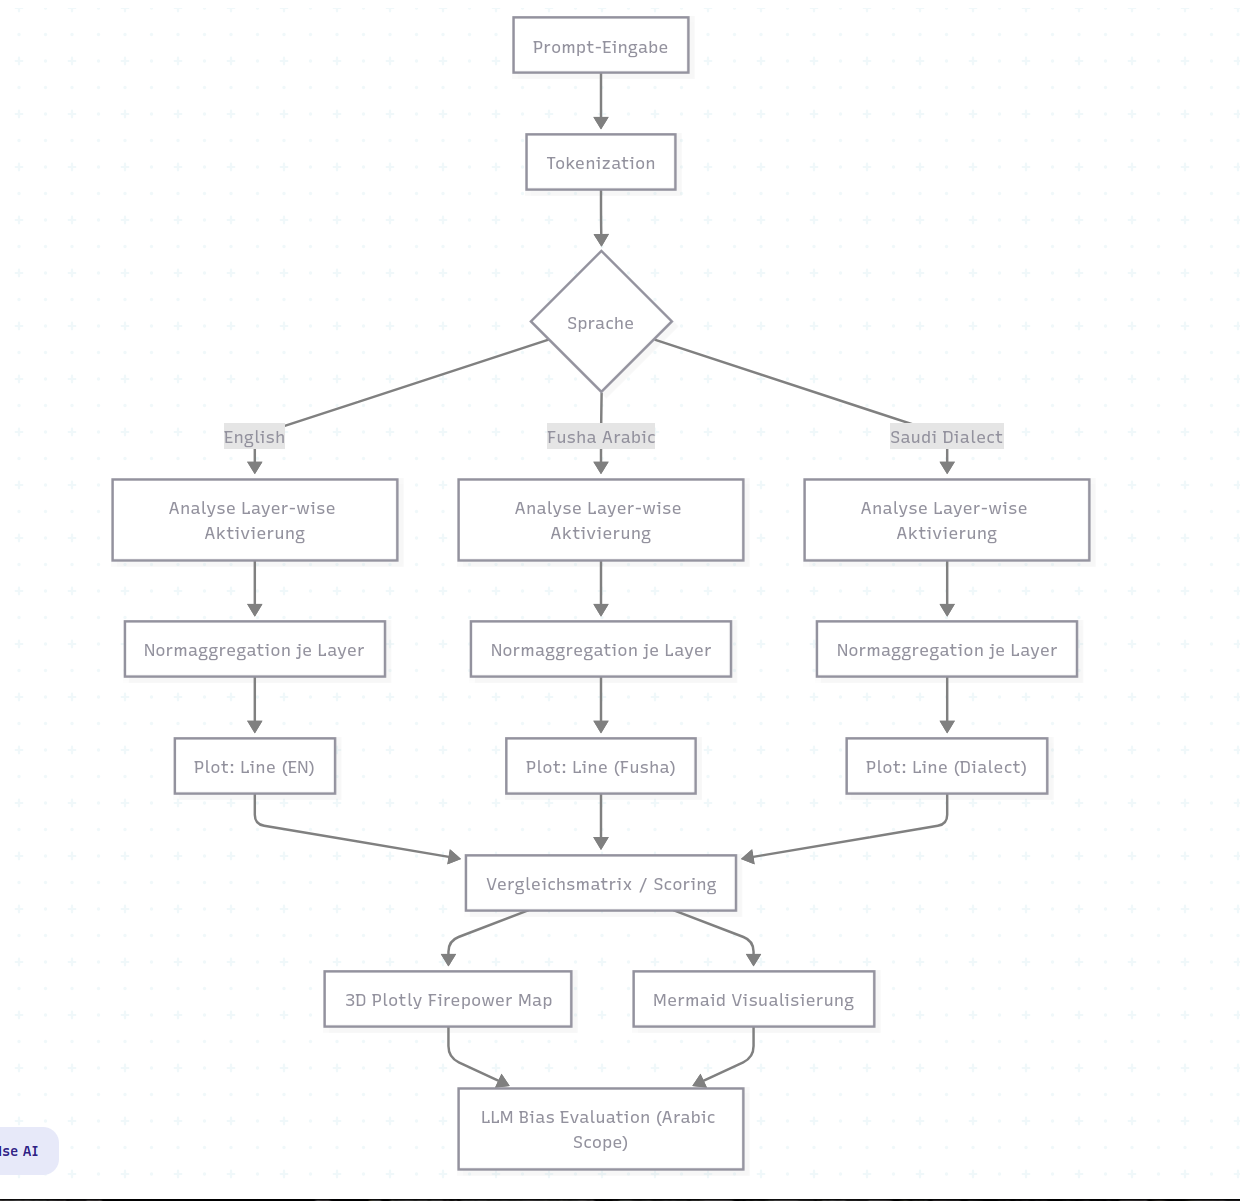 Prompt-Eingabe
Tokenization
Sprache
English
Fusha Arabic
Saudi Dialect
Analyse Layer-wise
Aktivierung
Analyse Layer-wise
Aktivierung
Analyse Layer-wise
Aktivierung
Normaggregation je Layer
Normaggregation je Layer
Normaggregation je Layer
Plot: Line (EN)
Plot: Line (Fusha)
Plot: Line (Dialect)
Vergleichsmatrix / Scoring
3D Plotly Firepower Map
Mermaid Visualisierung
LLM Bias Evaluation (Arabic
Scope)
AI